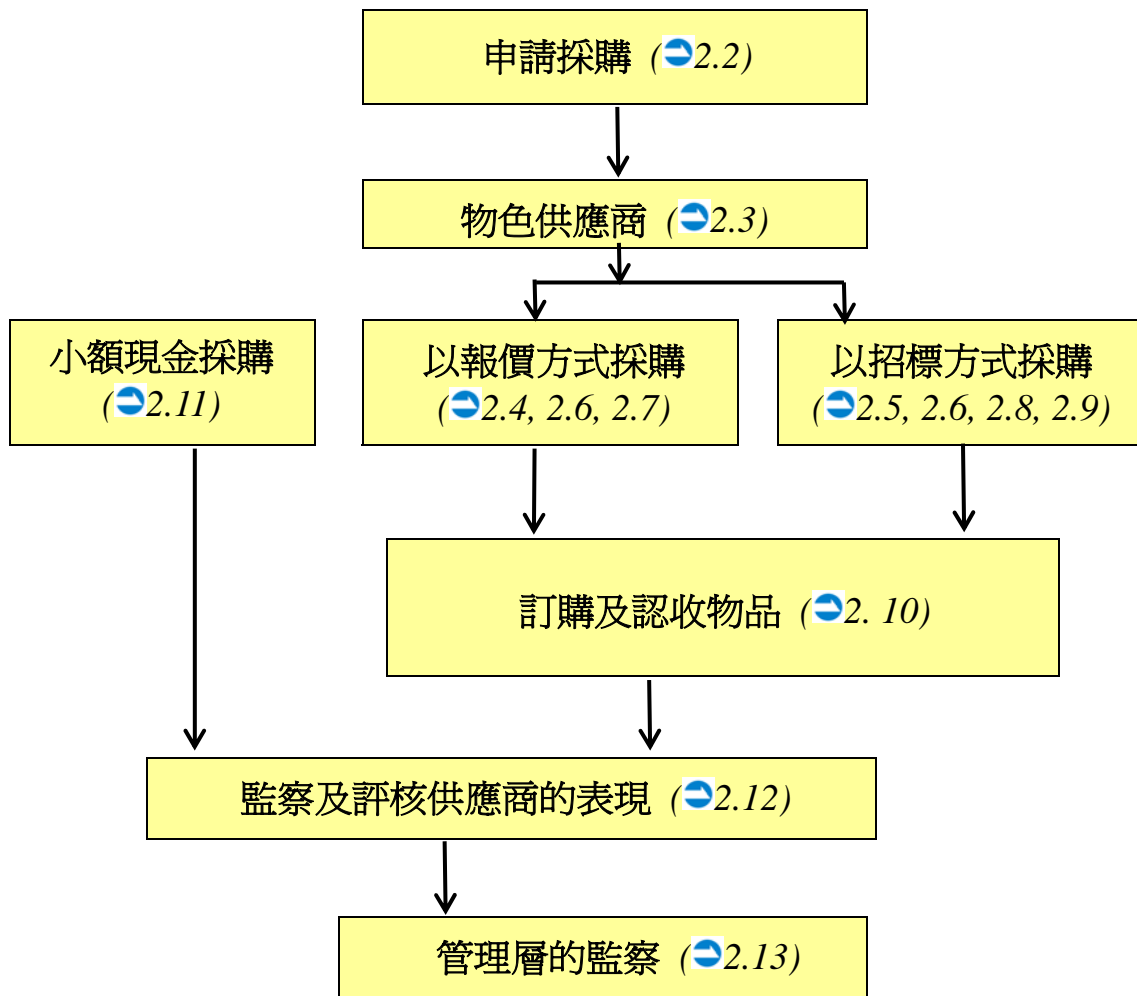 申請採購 (➲2.2)
物色供應商 (➲2.3)
小額現金採購
(➲2.11)
以報價方式採購
(➲2.4, 2.6, 2.7)
以招標方式採購
(➲2.5, 2.6, 2.8, 2.9)
訂購及認收物品 (➲2. 10)
監察及評核供應商的表現 (➲2.12)
管理層的監察 (➲2.13)